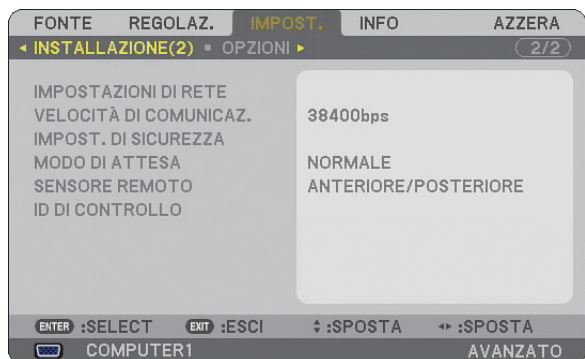 FONTE REGOLAZ. IMPOST. INFO AZZERA
INSTALLAZIONE(2) • OPZIONI 2/2
IMPOSTAZIONI DI RETE
VELOCITÀ DI COMUNICAZ. 38400bps
IMPOST. DI SICUREZZA
MODO DI ATTESA NORMALE
SENSORE REMOTO ANTERIORE/POSTERIORE
ID DI CONTROLLO
ENTER :SELECT EXIT :ESCI :SPOSTA :SPOSTA
COMPUTER1 AVANZATO